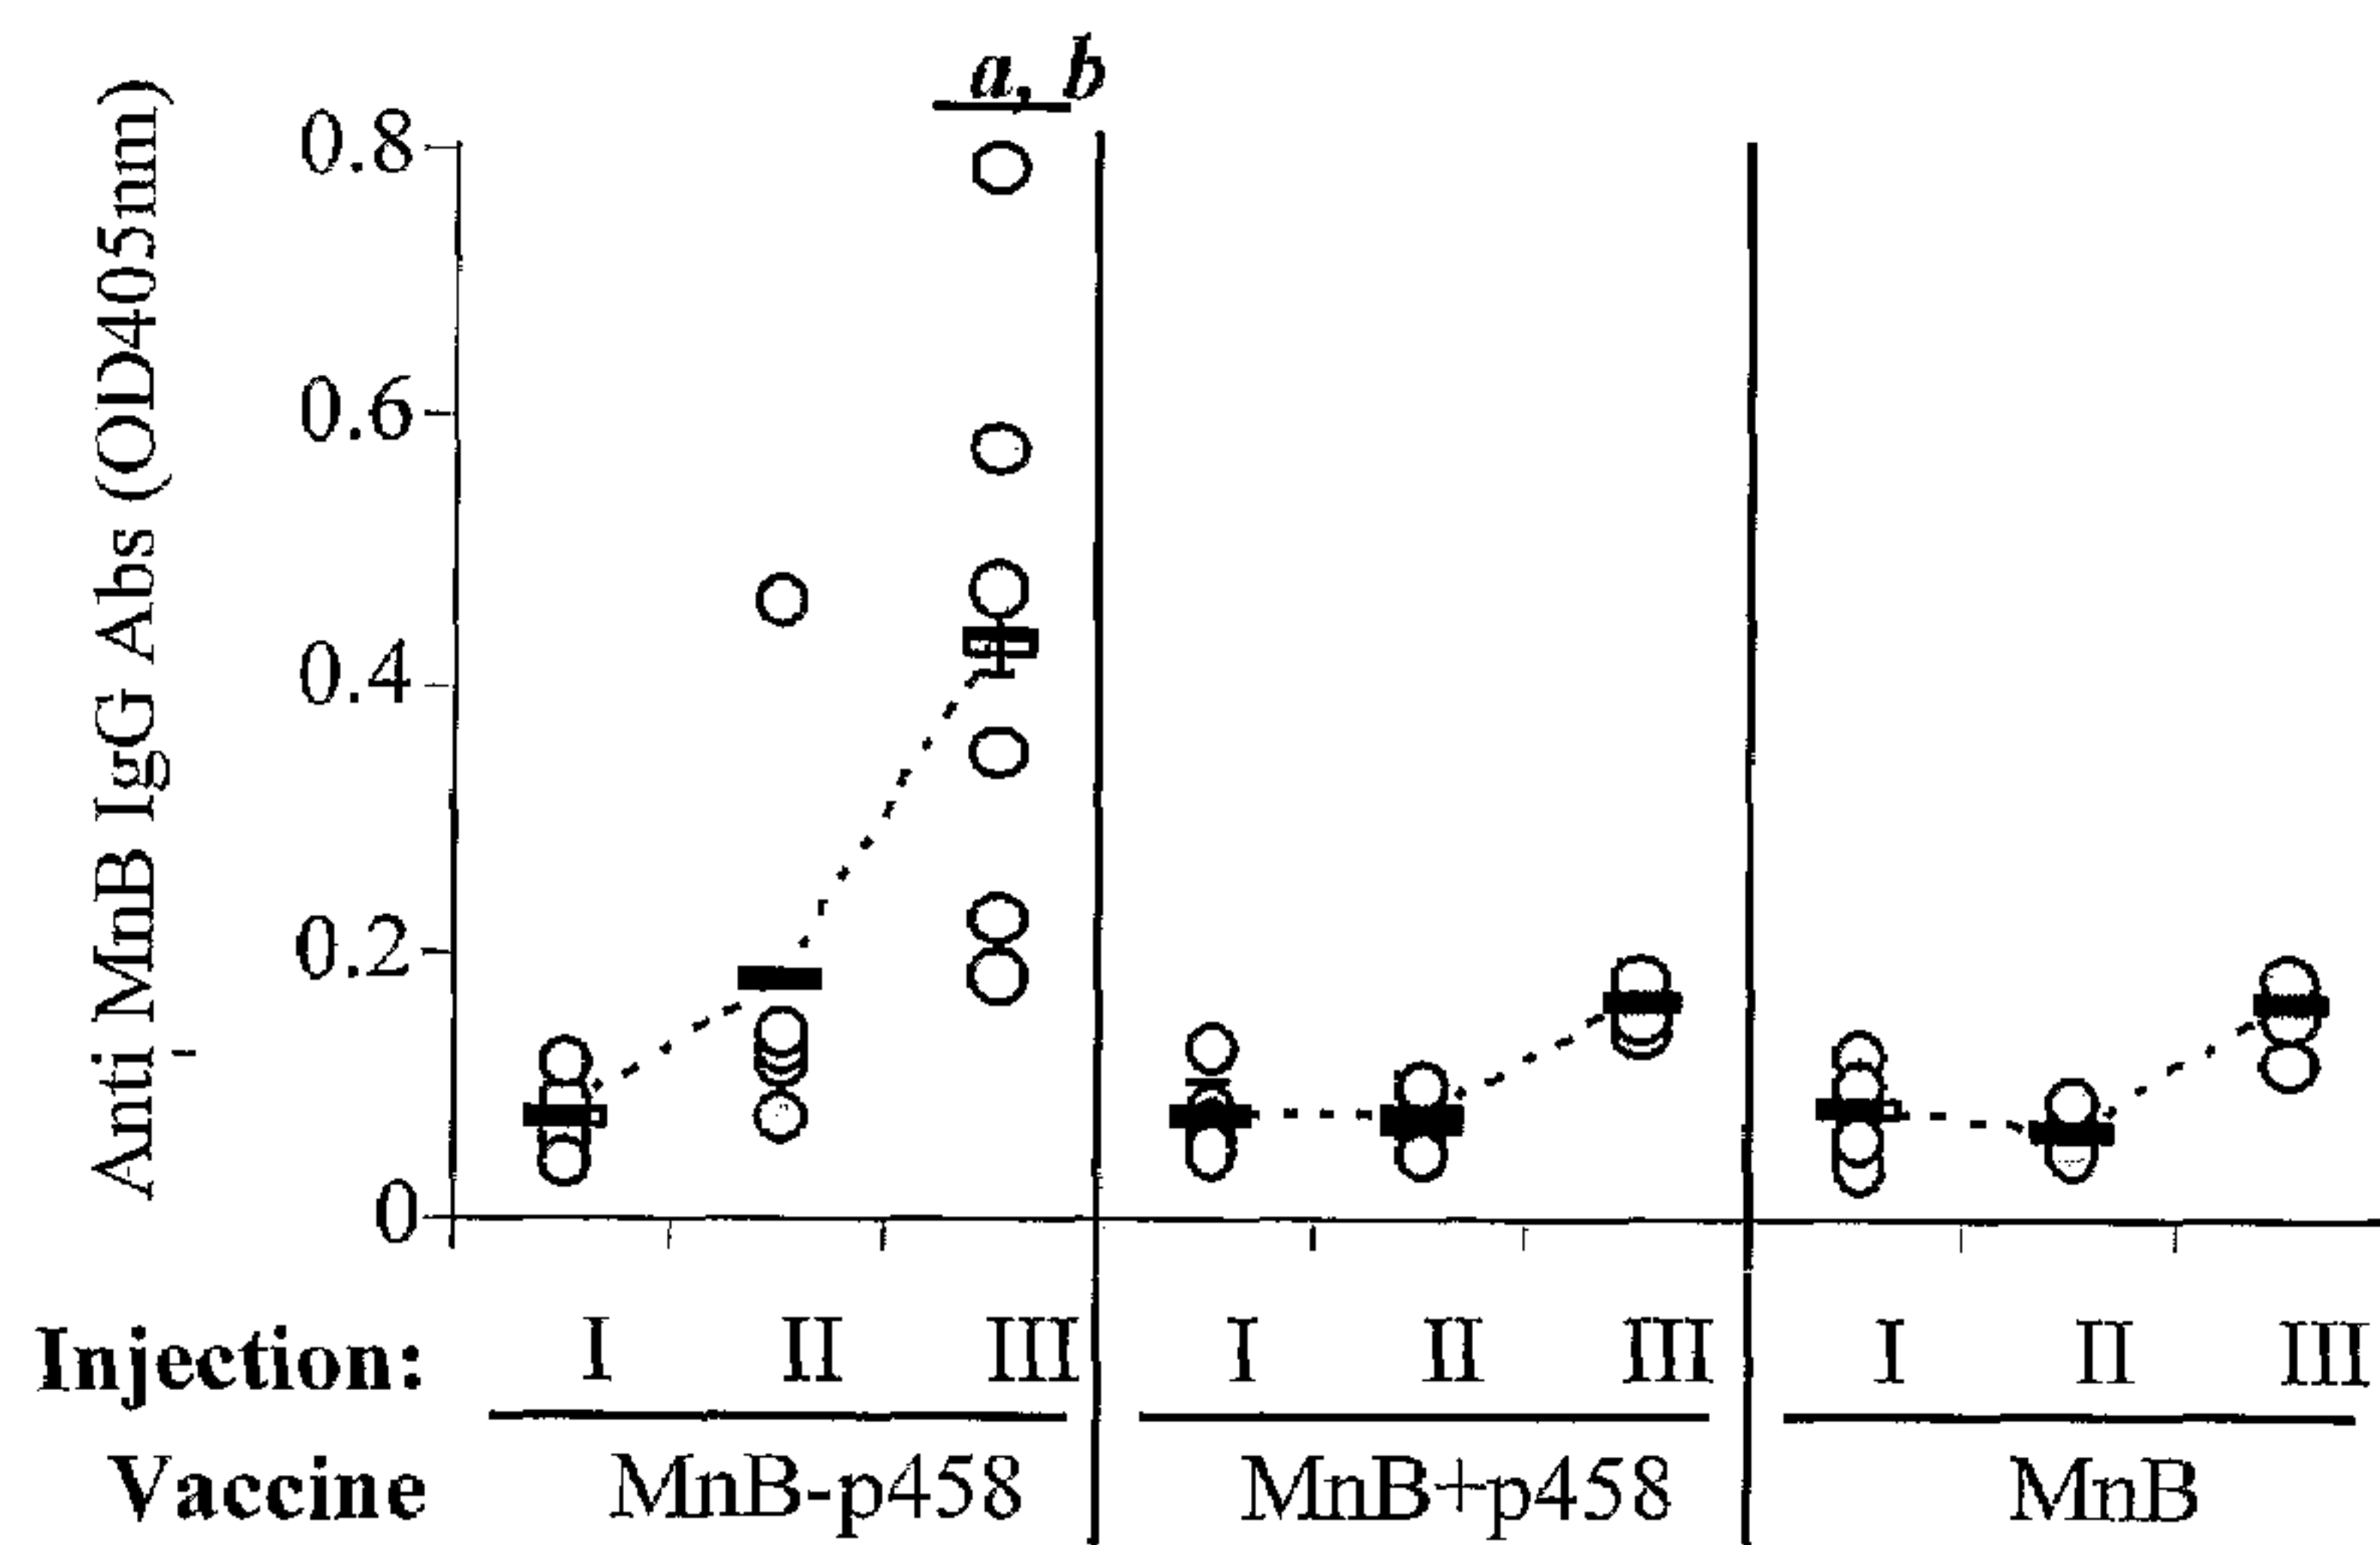 a, b
Anti MnB IgG Abs (OD405nm)
0.8
0.6
0.4
0.2
0
Injection: I II III I II III I II III
Vaccine MnB-p458 MnB+p458 MnB